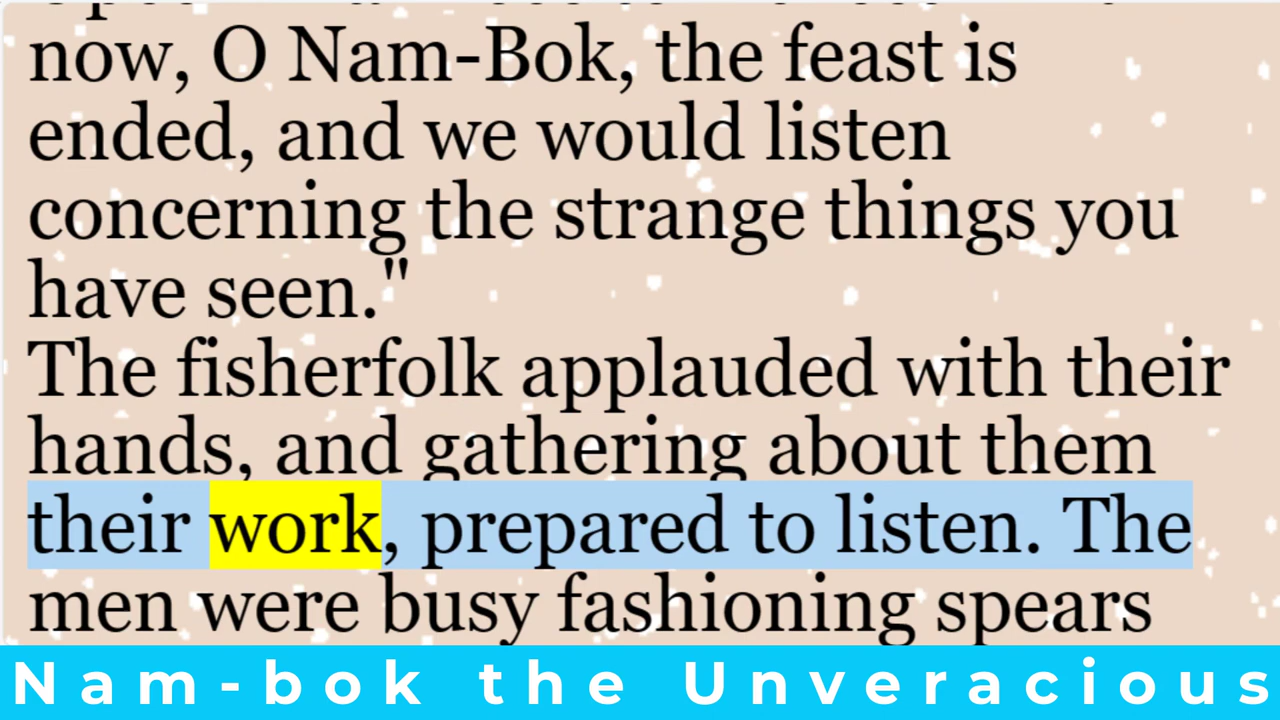 now, O Nam-Bok, the feast is
ended, and we would listen
concerning the strange things you
have seen."
The fisherfolk applauded with their
hands, and gathering about them
their work, prepared to listen. The
men were busy fashioning spears
Nam-bok the Unveracious